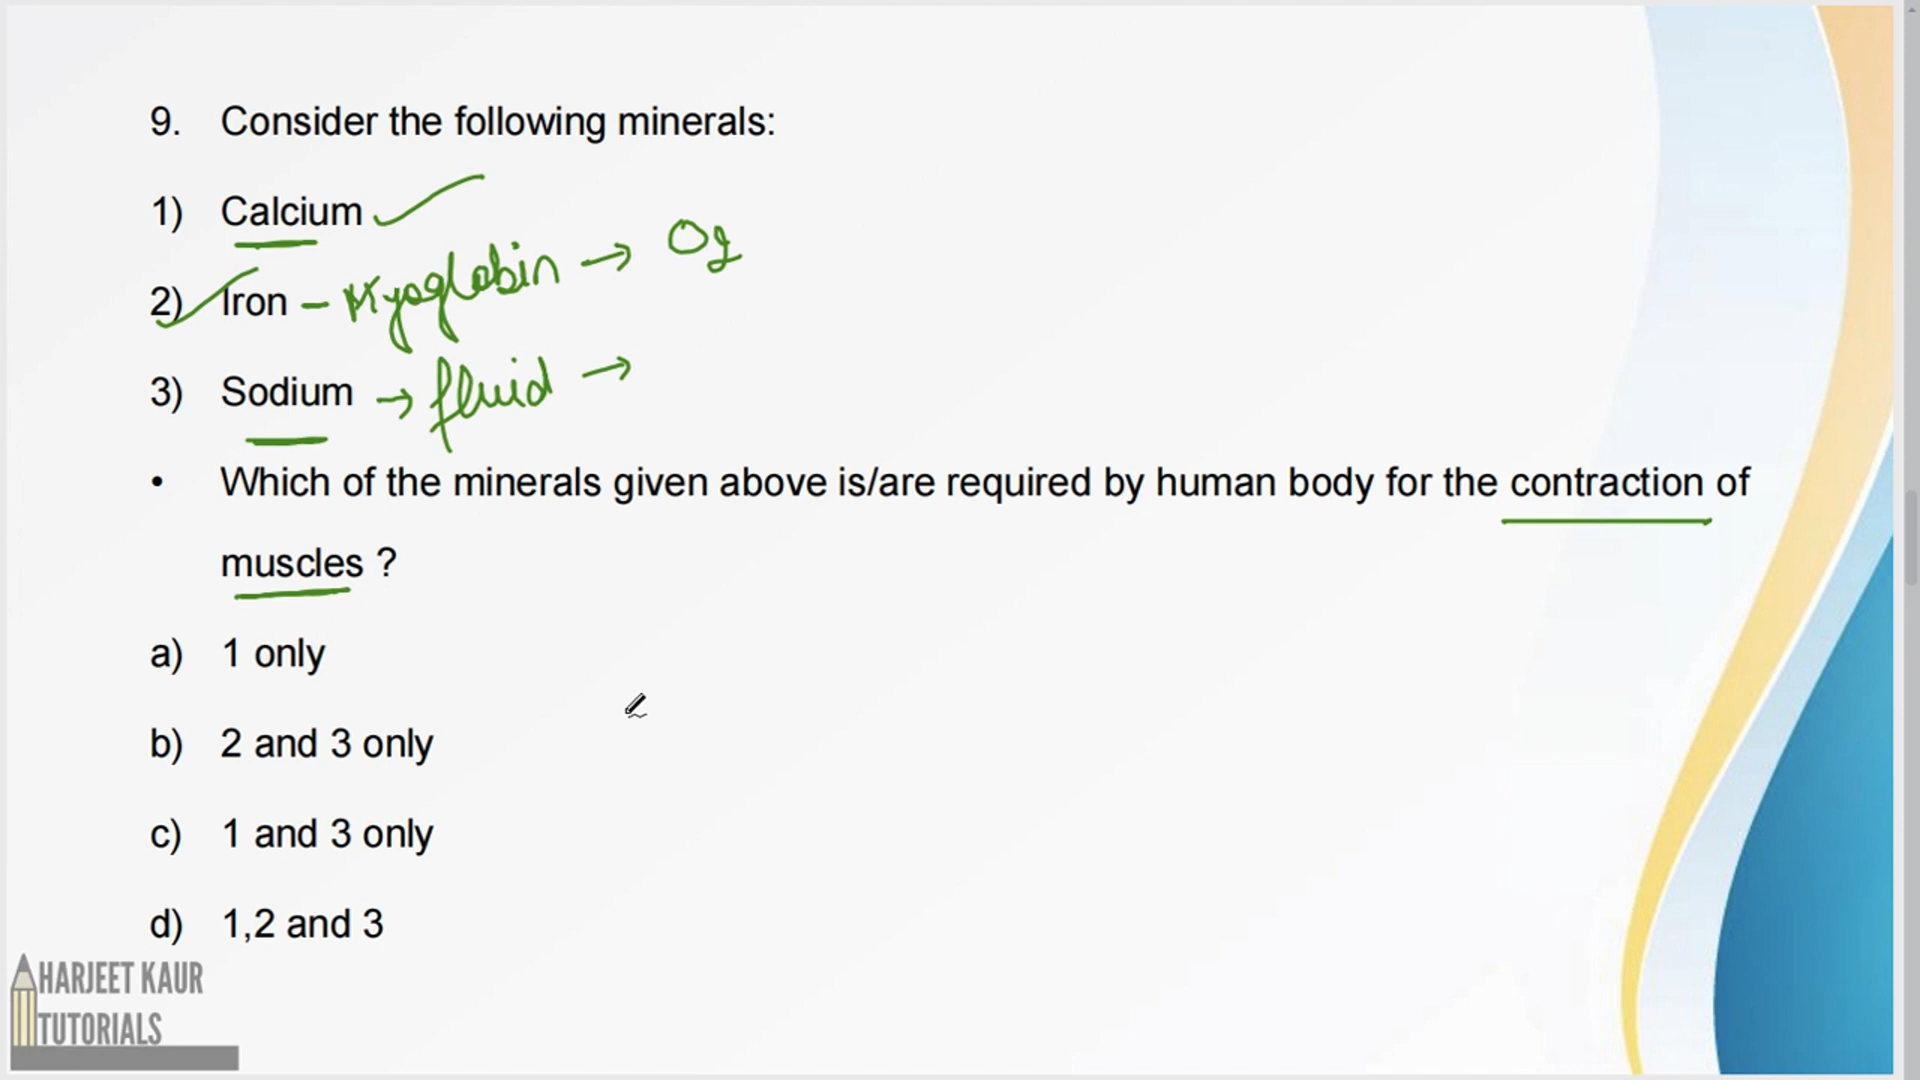 9. Consider the following minerals:
1) Calcium
2) Iron - Myoglobin → O2
3) Sodium → fluid →
• Which of the minerals given above is/are required by human body for the contraction of
muscles ?
a) 1 only
b) 2 and 3 only
c) 1 and 3 only
d) 1,2 and 3
HARJEET KAUR
TUTORIALS